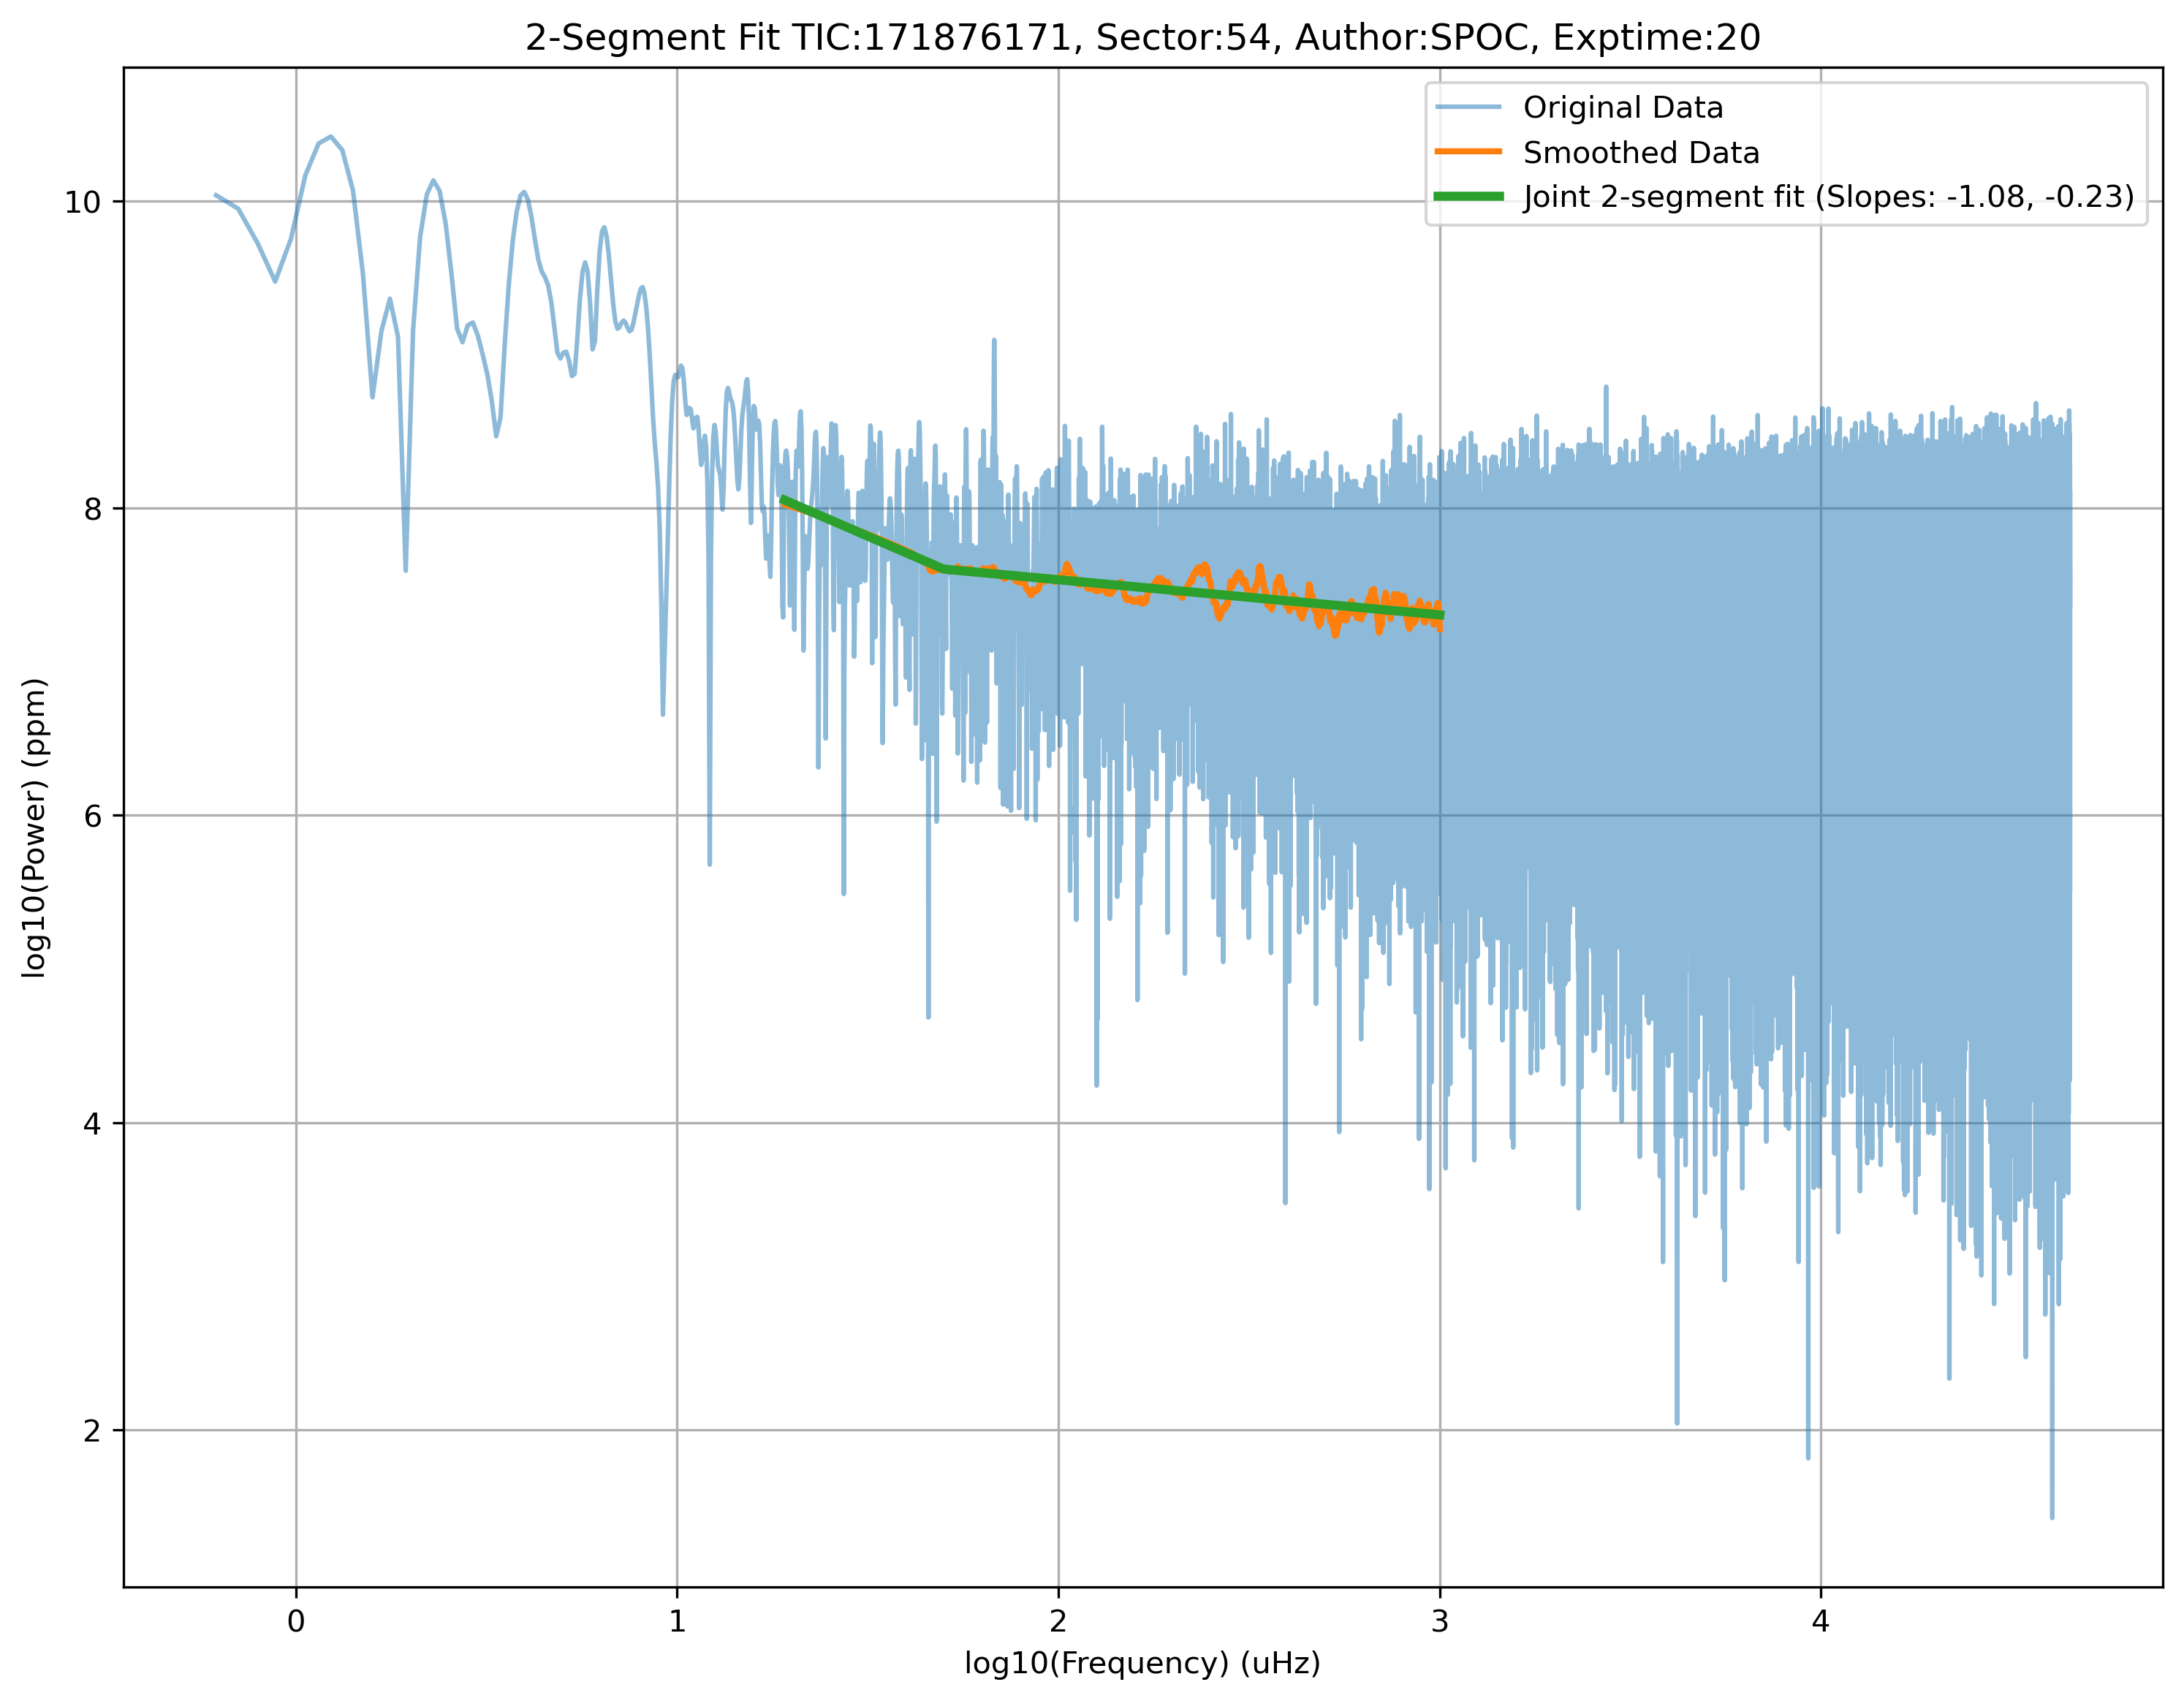 2-Segment Fit TIC:171876171, Sector:54, Author:SPOC, Exptime:20
Original Data
Smoothed Data
Joint 2-segment fit (Slopes: -1.08, -0.23)
log10(Power) (ppm)
10
8
6
4
2
0 1 2 3 4
log10(Frequency) (uHz)